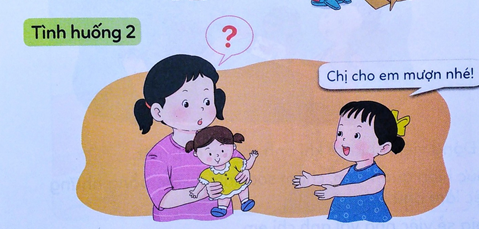 Tình huống 2
?
Chị cho em mượn nhé!